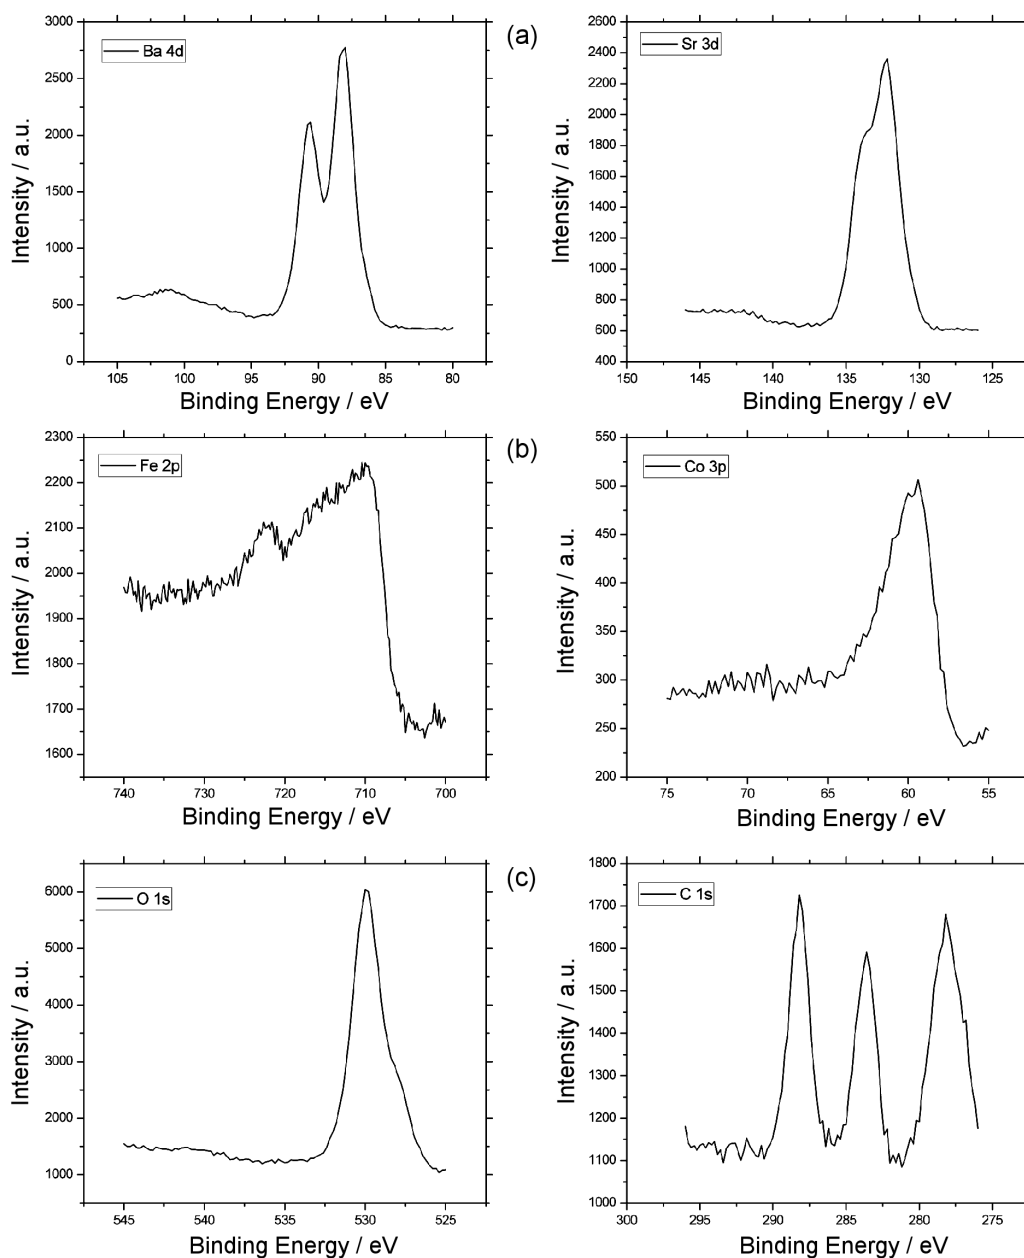 (a)
Ba 4d
3000
2500
2000
1500
1000
500
0
Intensity / a.u.
105 100 95 90 85 80
Binding Energy / eV
Sr 3d
2600
2400
2200
2000
1800
1600
1400
1200
1000
800
600
400
Intensity / a.u.
150 145 140 135 130 125
Binding Energy / eV
(b)
Fe 2p
2300
2200
2100
2000
1900
1800
1700
1600
Intensity / a.u.
740 730 720 710 700
Binding Energy / eV
Co 3p
550
500
450
400
350
300
250
200
Intensity / a.u.
75 70 65 60 55
Binding Energy / eV
(c)
O 1s
6000
5000
4000
3000
2000
1000
Intensity / a.u.
545 540 535 530 525
Binding Energy / eV
C 1s
1800
1700
1600
1500
1400
1300
1200
1100
1000
Intensity / a.u.
300 295 290 285 280 275
Binding Energy / eV